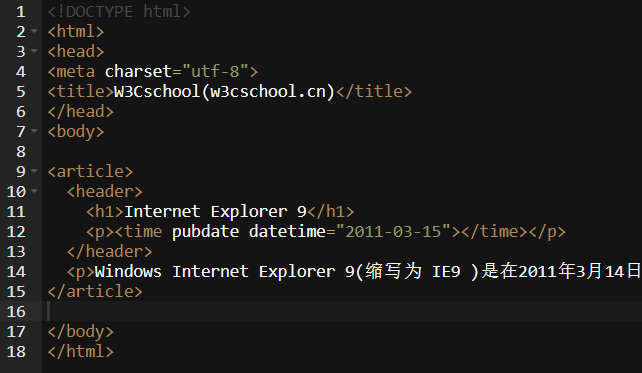 1 <!DOCTYPE html>
2 <html>
3 <head>
4 <meta charset="utf-8">
5 <title>W3Cschool(w3cschool.cn)</title>
6 </head>
7 <body>
8
9 <article>
10 <header>
11 <h1>Internet Explorer 9</h1>
12 <p><time pubdate datetime="2011-03-15"></time></p>
13 </header>
14 <p>Windows Internet Explorer 9(缩写为 IE9 )是在2011年3月14日
15 </article>
16
17 </body>
18 </html>